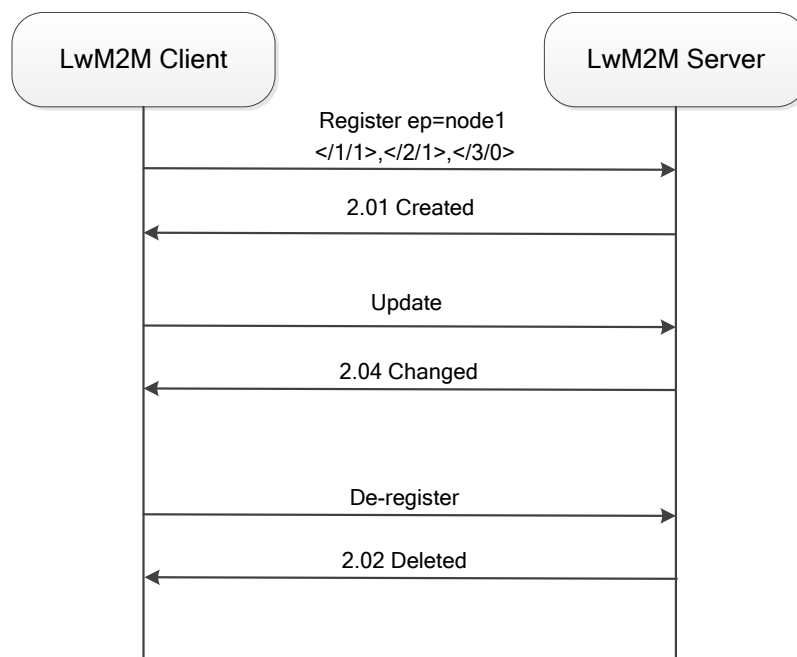 LwM2M Client
LwM2M Server
Register ep=node1
</1/1>,</2/1>,</3/0>
2.01 Created
Update
2.04 Changed
De-register
2.02 Deleted